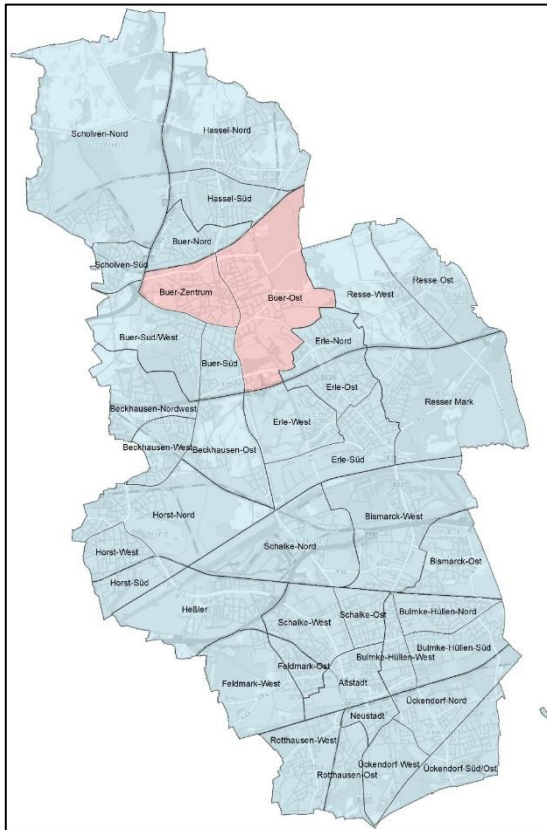 Scholven-Nord
Hassel-Nord
Hassel-Süd
Buer-Nord
Scholven-Süd
Buer-Zentrum
Buer-Ost
Resse-West
Resse-Ost
Buer-Süd/West
Buer-Süd
Erle-Nord
Erle-Ost
Resser Mark
Beckhausen-Nordwest
Erle-West
Beckhausen-West
Beckhausen-Ost
Erle-Süd
Horst-Nord
Bismarck-West
Schalke-Nord
Horst-West
Bismarck-Ost
Horst-Süd
Heßler
Schalke-West
Schalke-Ost
Bulmke-Hüllen-Nord
Bulmke-Hüllen-Süd
Bulmke-Hüllen-West
Feldmark-Ost
Feldmark-West
Altstadt
Ückendorf-Nord
Neustadt
Rotthausen-West
Ückendorf-West
Ückendorf-Süd/Ost
Rotthausen-Ost